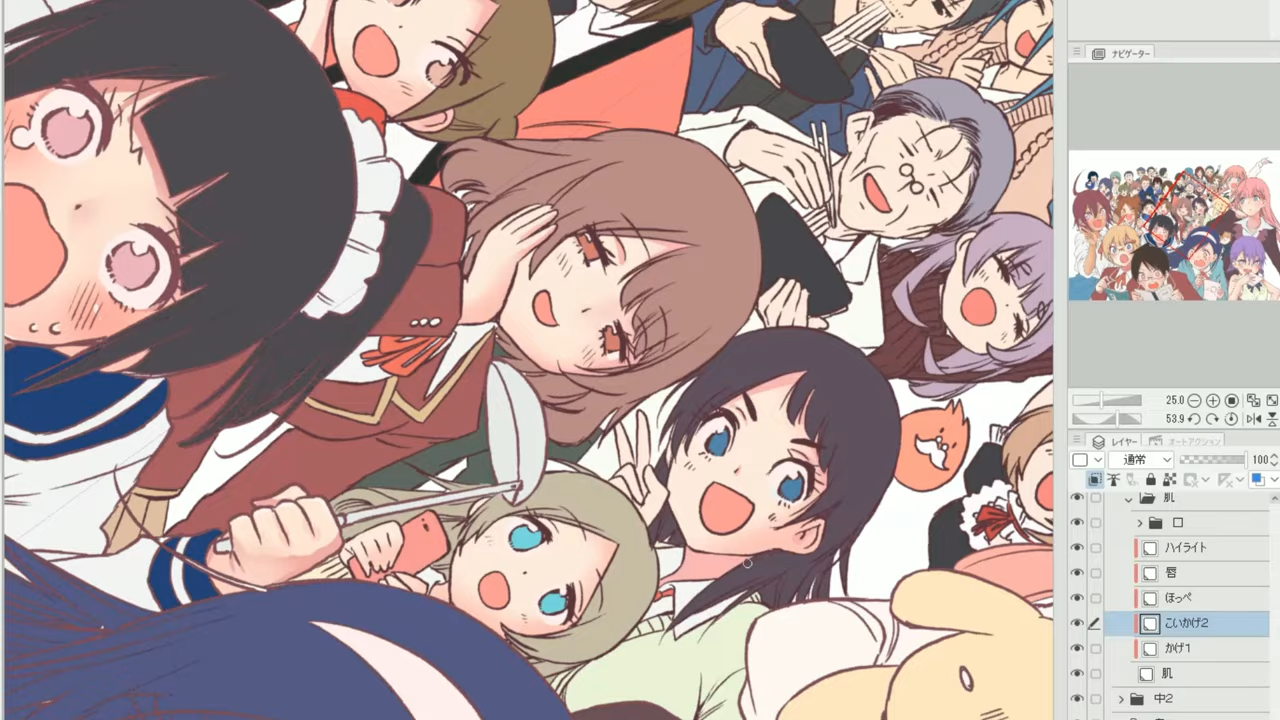 ナビゲーター
25.0
53.9
レイヤー オートアクション
通常 100
肌
口
ハイライト
唇
ほっぺ
こいかげ2
かげ1
肌
中2